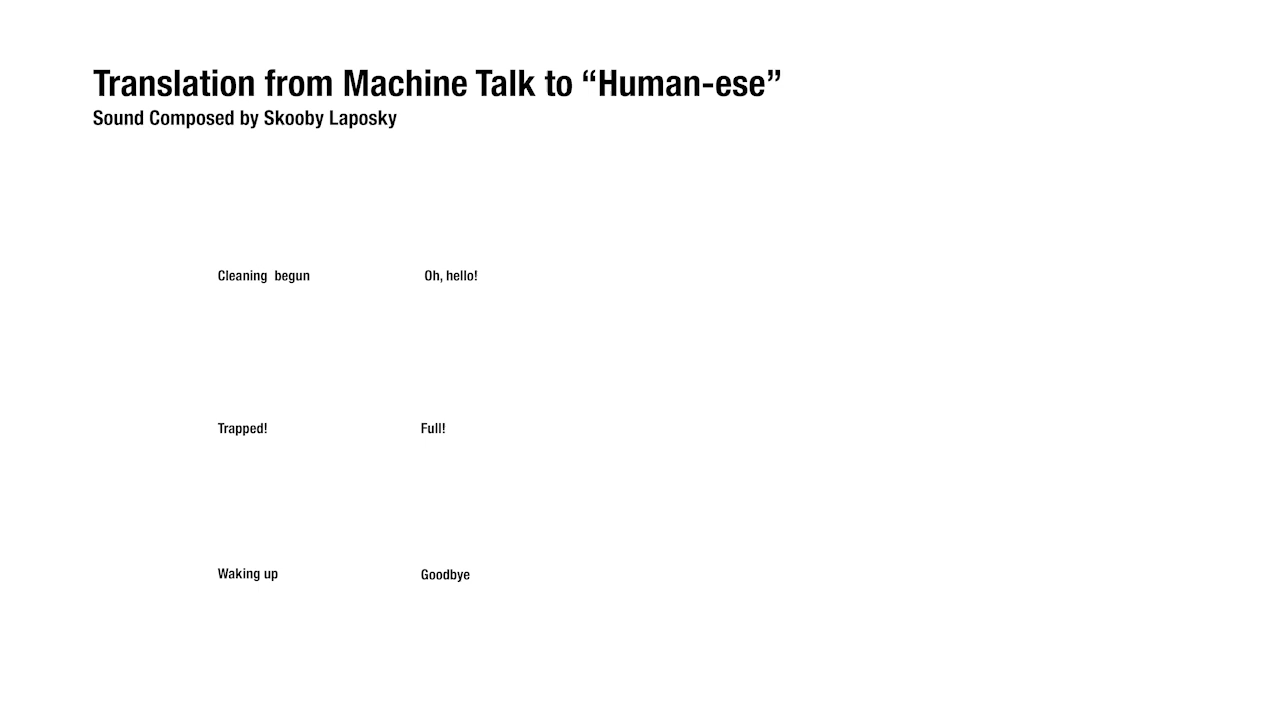 Translation from Machine Talk to “Human-ese”
Sound Composed by Skooby Laposky
Cleaning begun
Oh, hello!
Trapped!
Full!
Waking up
Goodbye